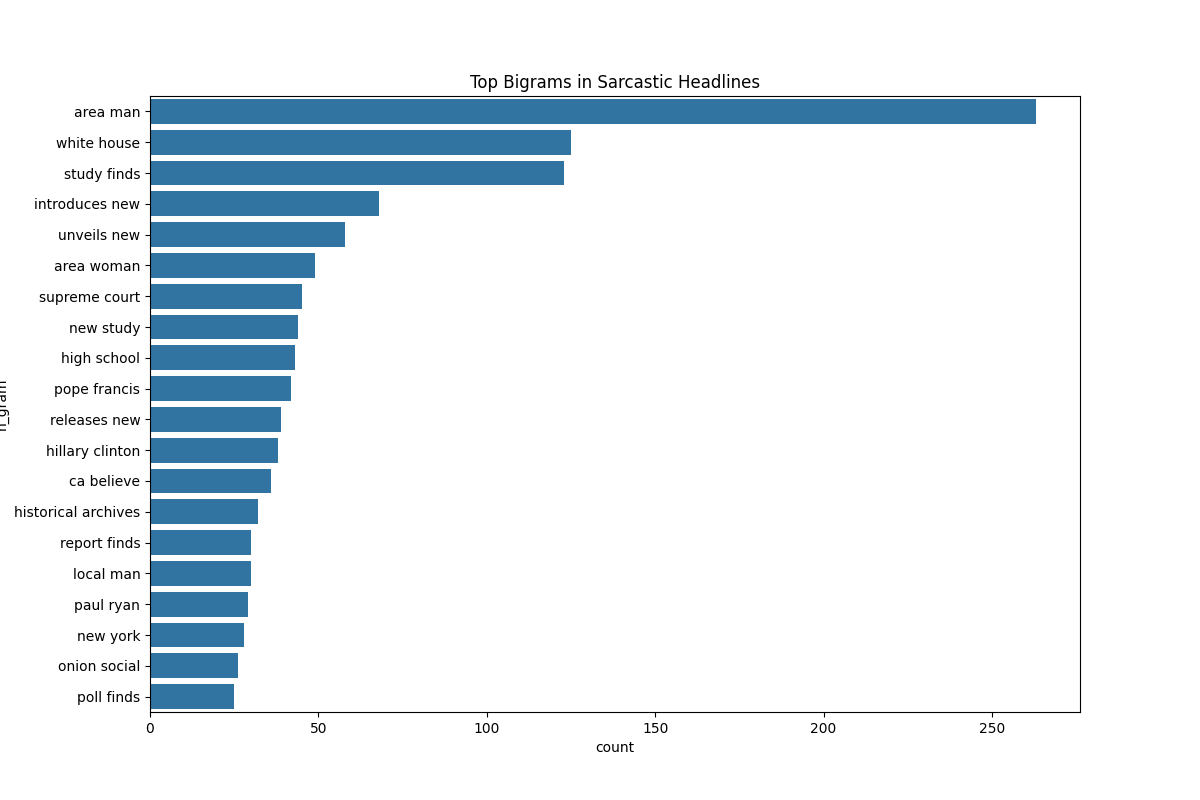 Top Bigrams in Sarcastic Headlines
area man
white house
study finds
introduces new
unveils new
area woman
supreme court
new study
high school
pope francis
releases new
hillary clinton
ca believe
historical archives
report finds
local man
paul ryan
new york
onion social
poll finds
n_gram
0 50 100 150 200 250
count